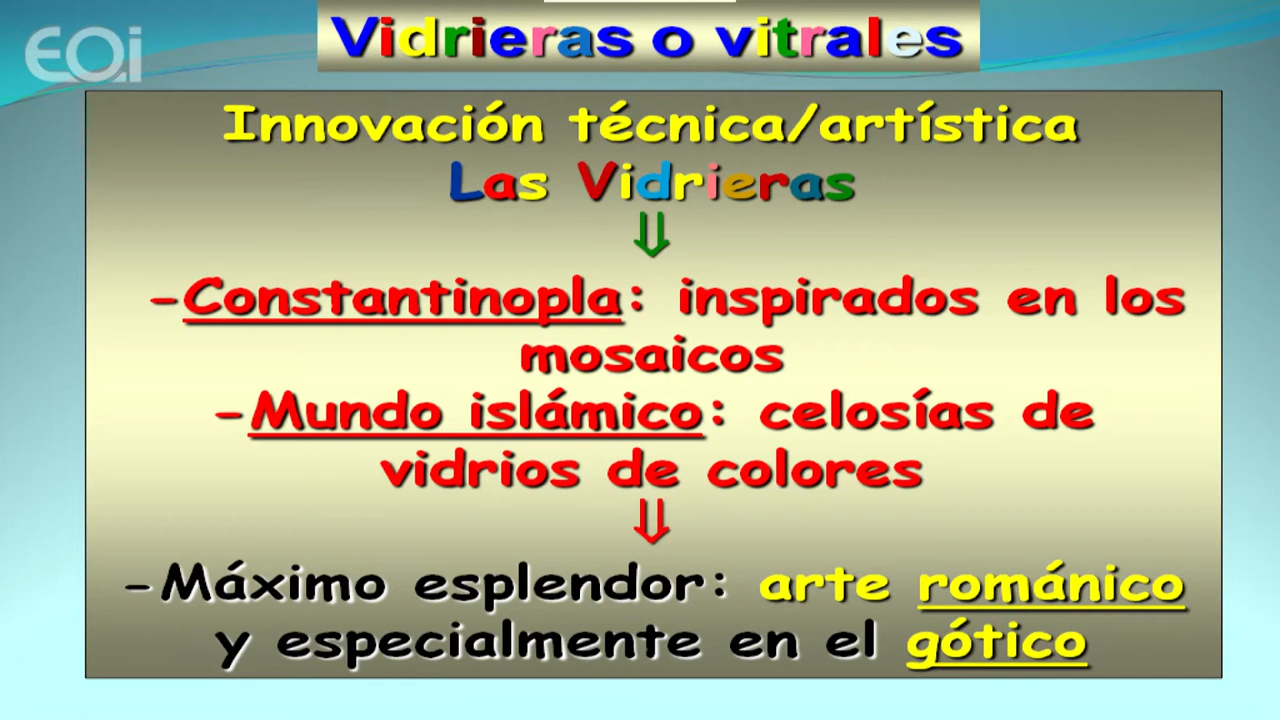 EOi
Vidrieras o vitrales
Innovación técnica/artística
Las Vidrieras
⇓
-Constantinopla: inspirados en los
mosaicos
-Mundo islámico: celosías de
vidrios de colores
⇓
-Máximo esplendor: arte románico
y especialmente en el gótico